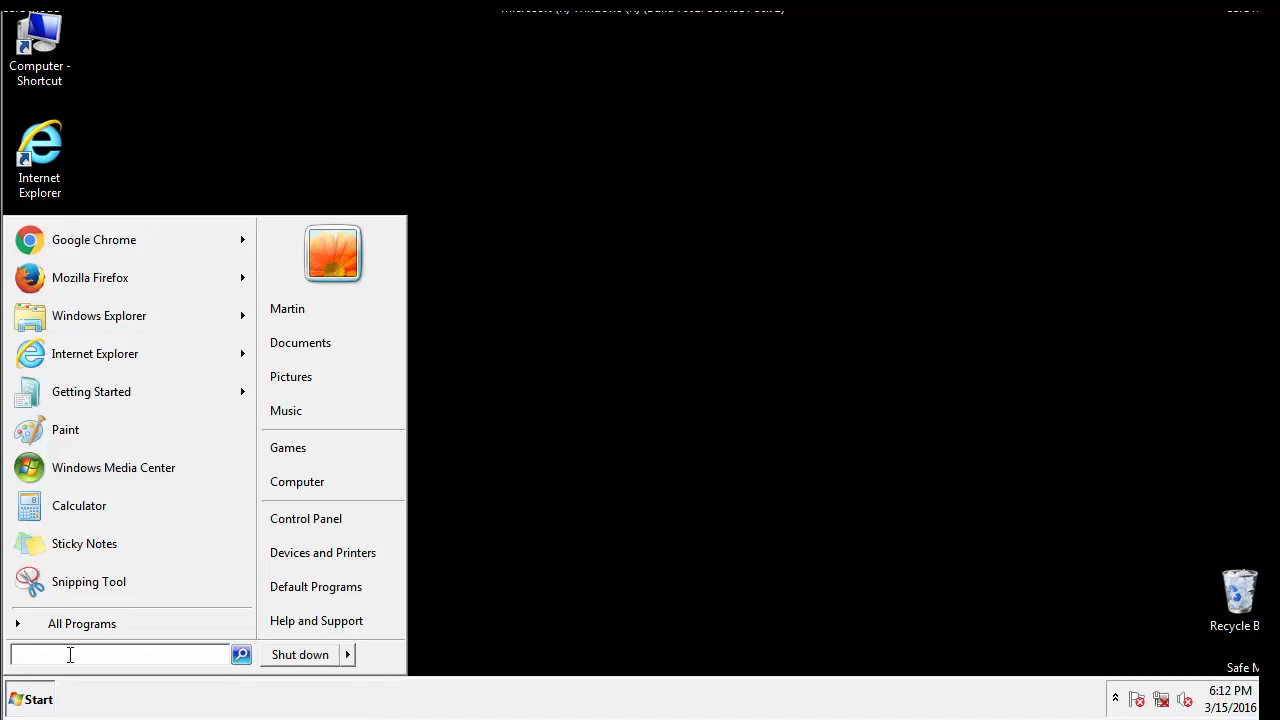 Computer -
Shortcut
Internet
Explorer
Google Chrome
Mozilla Firefox
Windows Explorer
Internet Explorer
Getting Started
Paint
Windows Media Center
Calculator
Sticky Notes
Snipping Tool
All Programs
Martin
Documents
Pictures
Music
Games
Computer
Control Panel
Devices and Printers
Default Programs
Help and Support
Shut down
Recycle B
Safe M
Start
6:12 PM
3/15/2016